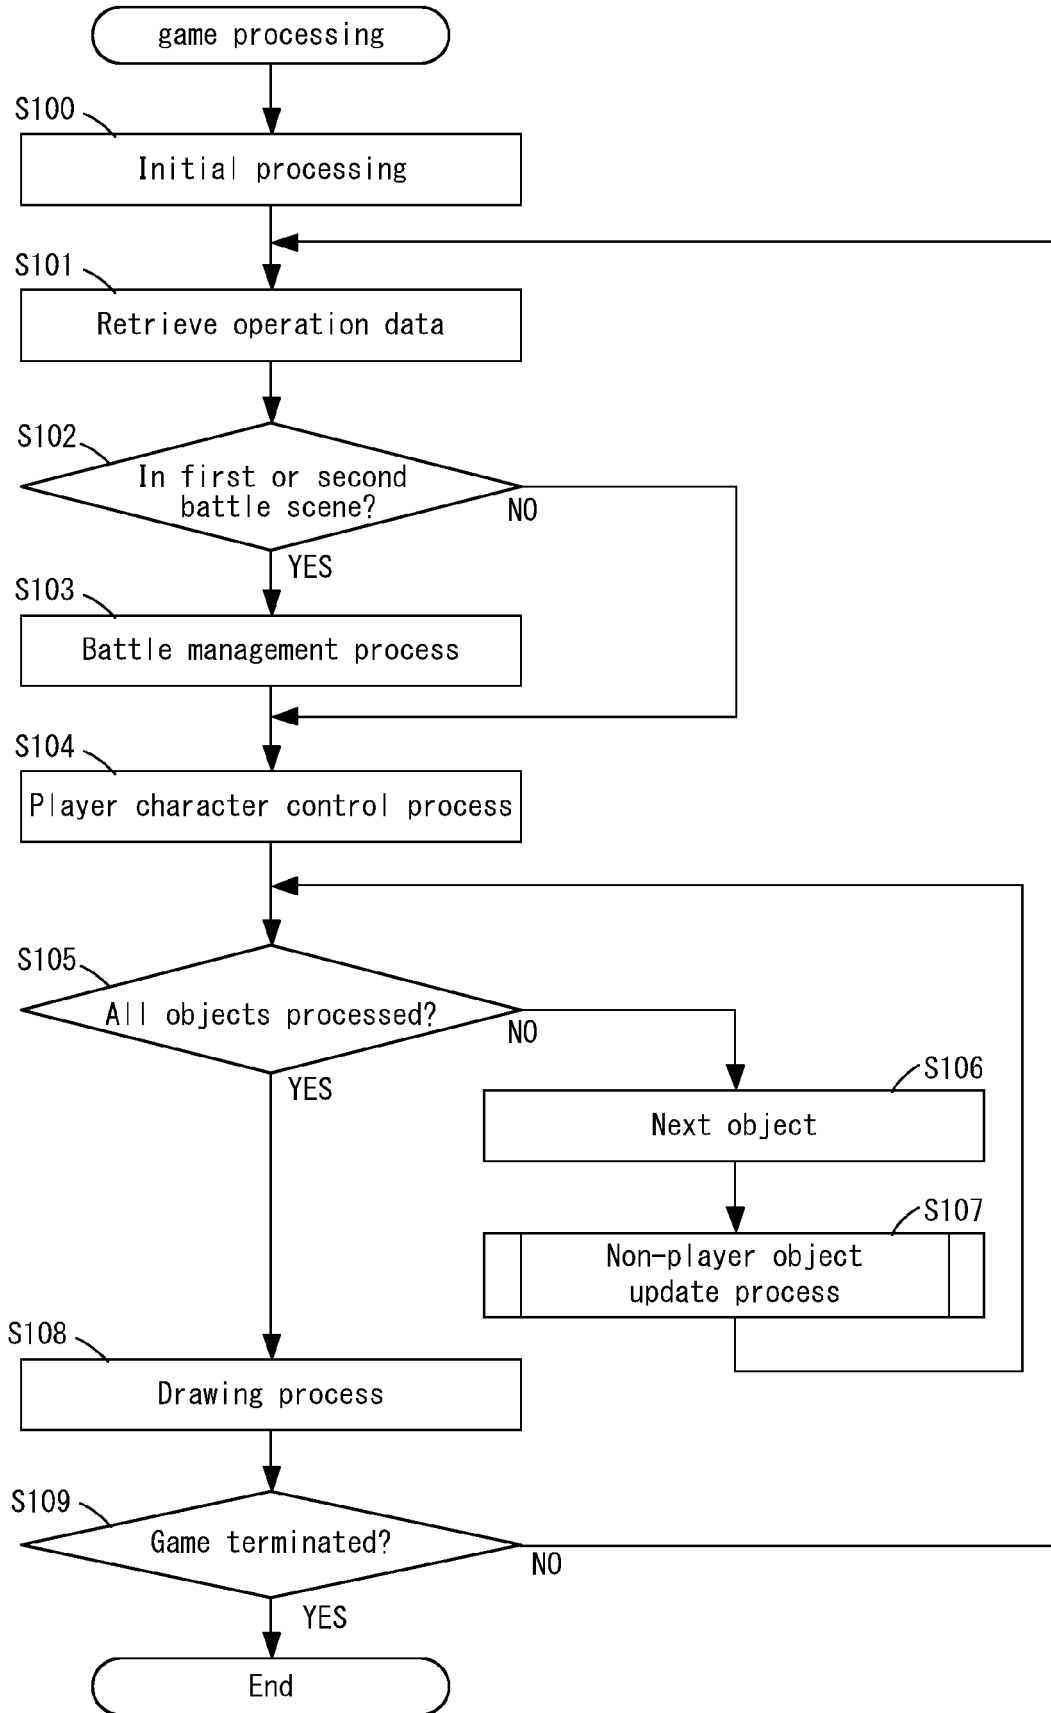 game processing
S100
Initial processing
S101
Retrieve operation data
S102
In first or second
battle scene?
NO
YES
S103
Battle management process
S104
Player character control process
S105
All objects processed?
NO
YES
S106
Next object
S107
Non-player object
update process
S108
Drawing process
S109
Game terminated?
NO
YES
End